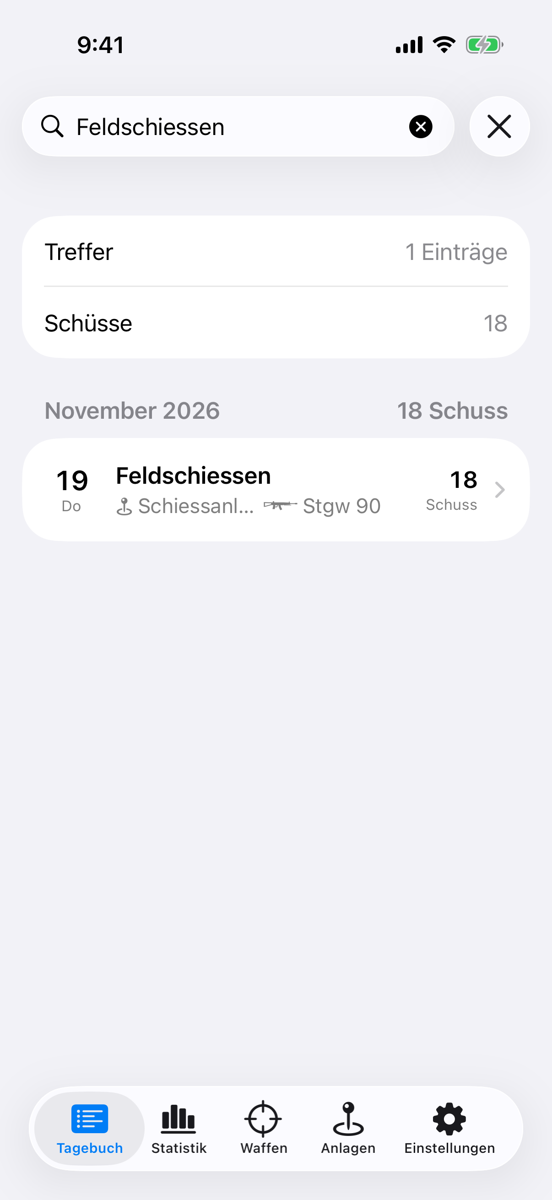 9:41
Feldschiessen
Treffer 1 Einträge
Schüsse 18
November 2026 18 Schuss
19 Feldschiessen 18
Do Schiessanl... Stgw 90 Schuss
Tagebuch Statistik Waffen Anlagen Einstellungen